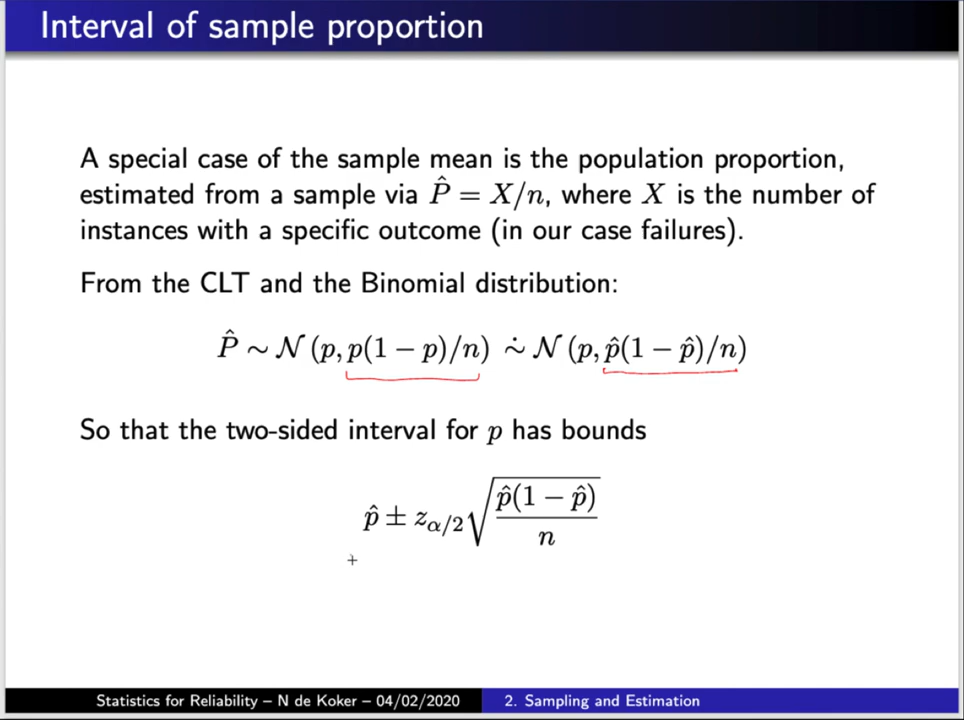 Interval of sample proportion
A special case of the sample mean is the population proportion,
estimated from a sample via P̂ = X/n, where X is the number of
instances with a specific outcome (in our case failures).
From the CLT and the Binomial distribution:
P̂ ∼ 𝒩 (p, p(1 − p)/n) ∼̇ 𝒩 (p, p̂(1 − p̂)/n)
So that the two-sided interval for p has bounds
p̂ ± z_{α/2} √(p̂(1 − p̂)/n)
Statistics for Reliability – N de Koker – 04/02/2020 2. Sampling and Estimation